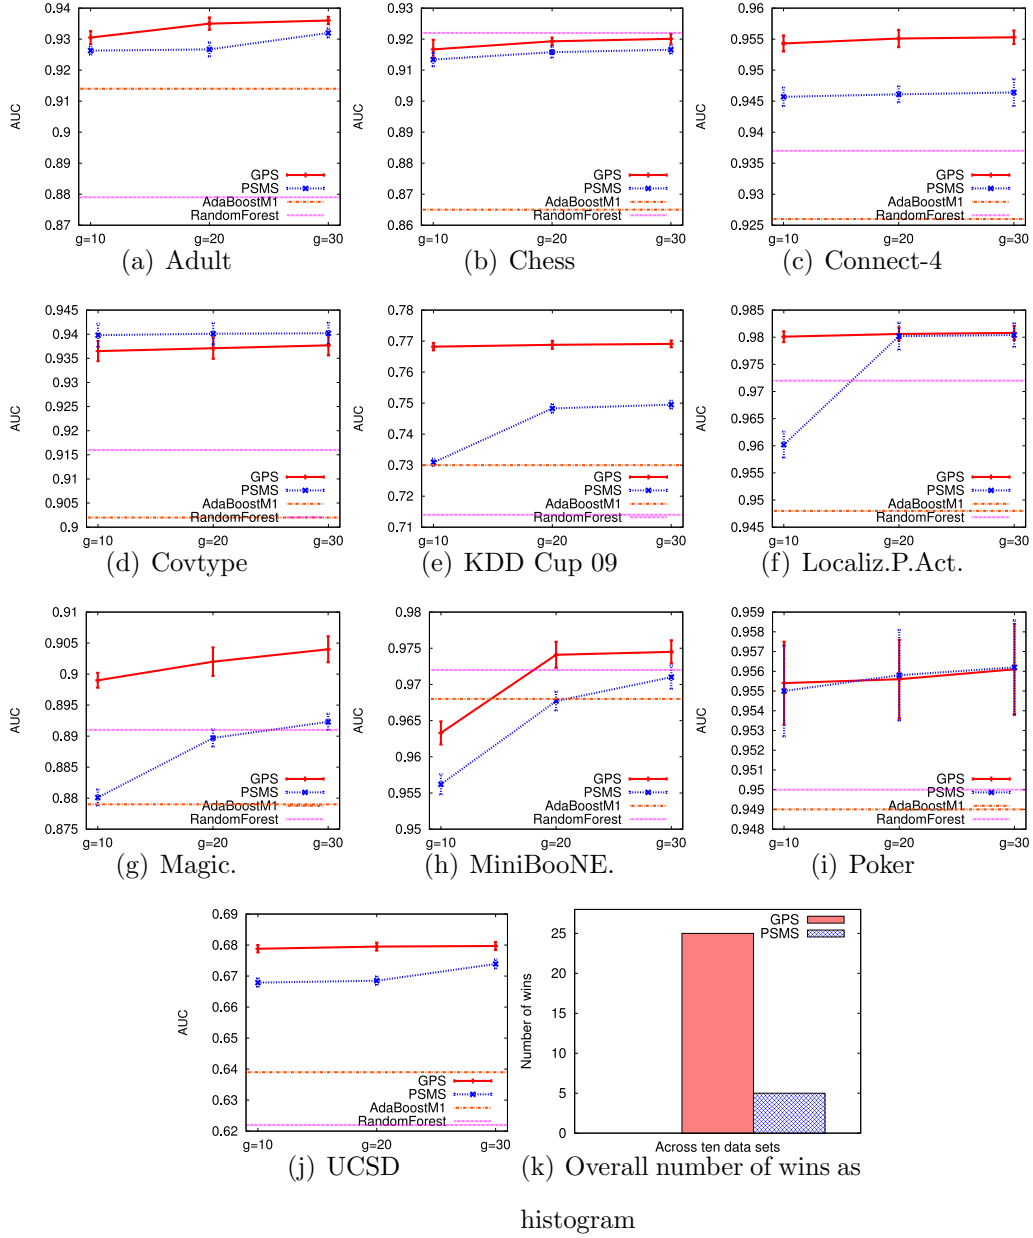 0.94
0.93
0.92
0.91
0.9
0.89
0.88
0.87
AUC
GPS
PSMS
AdaBoostM1
RandomForest
g=10 g=20 g=30
(a) Adult
0.93
0.92
0.91
0.9
0.89
0.88
0.87
0.86
AUC
GPS
PSMS
AdaBoostM1
RandomForest
g=10 g=20 g=30
(b) Chess
0.96
0.955
0.95
0.945
0.94
0.935
0.93
0.925
AUC
GPS
PSMS
AdaBoostM1
RandomForest
g=10 g=20 g=30
(c) Connect-4
0.945
0.94
0.935
0.93
0.925
0.92
0.915
0.91
0.905
0.9
AUC
GPS
PSMS
AdaBoostM1
RandomForest
g=10 g=20 g=30
(d) Covtype
0.78
0.77
0.76
0.75
0.74
0.73
0.72
0.71
AUC
GPS
PSMS
AdaBoostM1
RandomForest
g=10 g=20 g=30
(e) KDD Cup 09
0.985
0.98
0.975
0.97
0.965
0.96
0.955
0.95
0.945
AUC
GPS
PSMS
AdaBoostM1
RandomForest
g=10 g=20 g=30
(f) Localiz.P.Act.
0.91
0.905
0.9
0.895
0.89
0.885
0.88
0.875
AUC
GPS
PSMS
AdaBoostM1
RandomForest
g=10 g=20 g=30
(g) Magic.
0.98
0.975
0.97
0.965
0.96
0.955
0.95
AUC
GPS
PSMS
AdaBoostM1
RandomForest
g=10 g=20 g=30
(h) MiniBooNE.
0.959
0.958
0.957
0.956
0.955
0.954
0.953
0.952
0.951
0.95
0.949
0.948
AUC
GPS
PSMS
AdaBoostM1
RandomForest
g=10 g=20 g=30
(i) Poker
0.69
0.68
0.67
0.66
0.65
0.64
0.63
0.62
AUC
GPS
PSMS
AdaBoostM1
RandomForest
g=10 g=20 g=30
(j) UCSD
25
20
15
10
5
0
Number of wins
GPS
PSMS
Across ten data sets
(k) Overall number of wins as
histogram